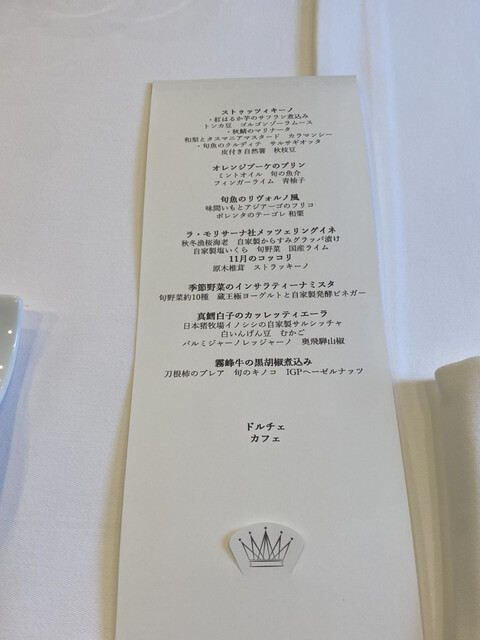 ストゥッツィキーノ
・紅はるか芋のサフラン煮込み
トンカ豆　ゴルゴンゾーラムース
・秋鯖のマリナータ
和梨とタスマニアマスタード　カラマンシー
・旬魚のクルディテ　サルサギオッタ
皮付き自然薯　秋枝豆
オレンジブーケのプリン
ミントオイル　旬の魚介
フィンガーライム　青柚子
旬魚のリヴォルノ風
味間いもとアジアーゴのフリコ
ポレンタのテーゴレ 和栗
ラ・モリサーナ社メッツェリングイネ
秋冬漁桜海老　自家製からすみグラッパ漬け
自家製塩いくら　旬野菜　国産ライム
11月のコッコリ
原木椎茸　ストラッキーノ
季節野菜のインサラティーナミスタ
旬野菜約10種　蔵王極ヨーグルトと自家製発酵ビネガー
真鱈白子のカッレッティエーラ
日本猪牧場イノシシの自家製サルシッチャ
白いんげん豆　むかご
パルミジャーノレッジャーノ　奥飛騨山椒
霧峰牛の黒胡椒煮込み
刀根柿のプレア　旬のキノコ　IGPヘーゼルナッツ
ドルチェ
カフェ